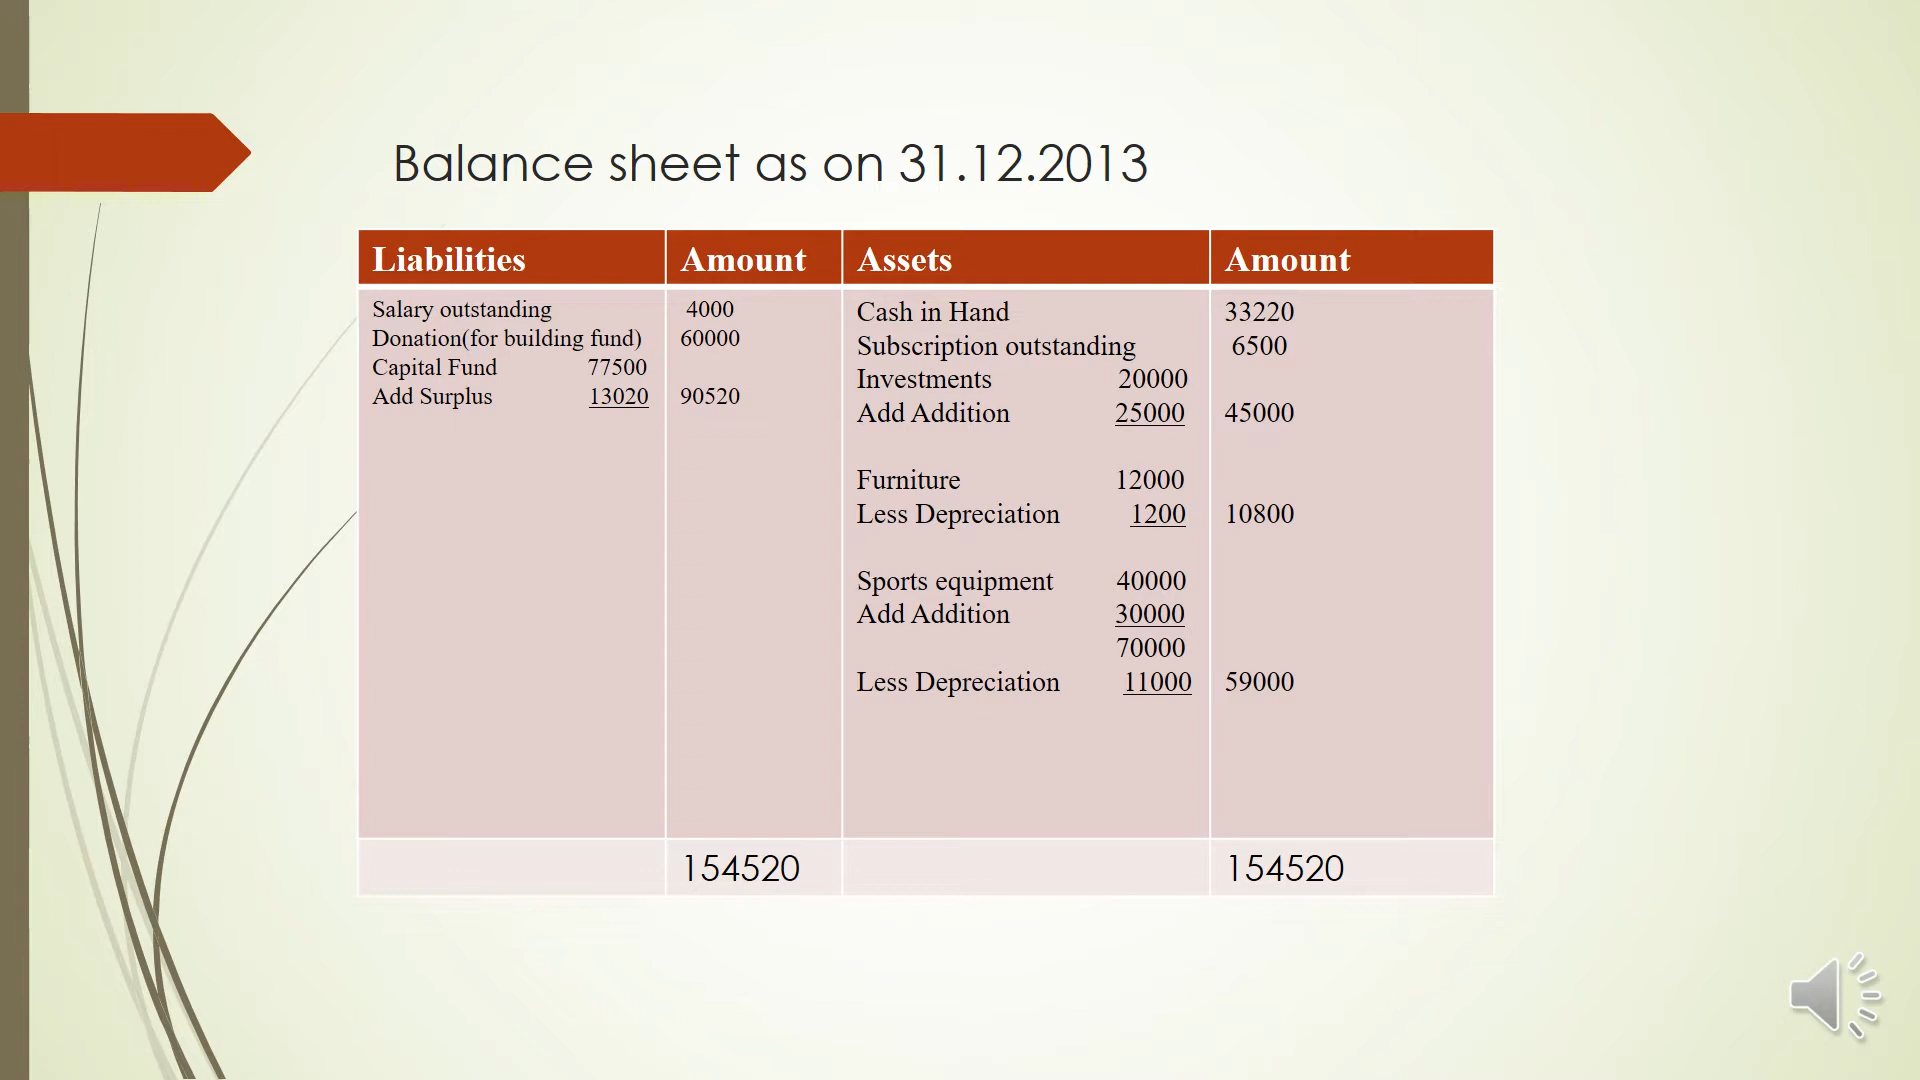 Balance sheet as on 31.12.2013
Liabilities Amount Assets Amount
Salary outstanding 4000
Donation(for building fund) 60000
Capital Fund 77500
Add Surplus 13020 90520
Cash in Hand 33220
Subscription outstanding 6500
Investments 20000
Add Addition 25000 45000
Furniture 12000
Less Depreciation 1200 10800
Sports equipment 40000
Add Addition 30000
70000
Less Depreciation 11000 59000
154520 154520